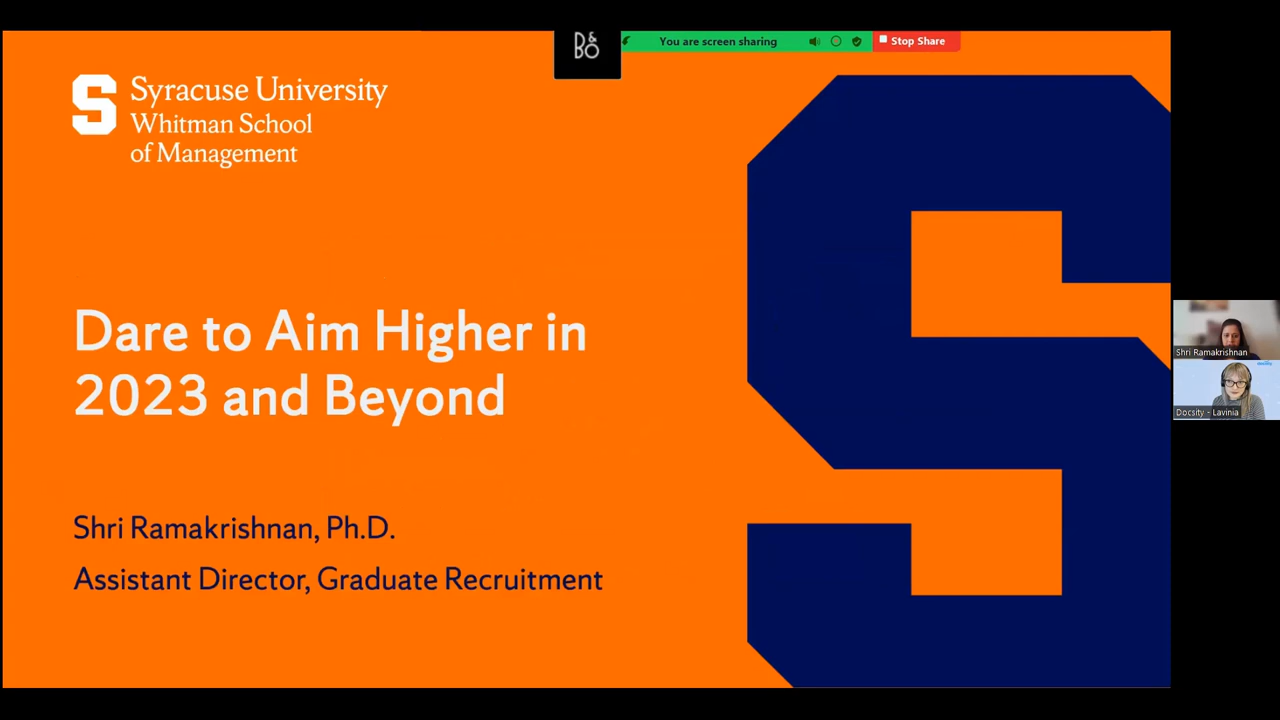 B&O
You are screen sharing
Stop Share
S Syracuse University
Whitman School
of Management
Dare to Aim Higher in
2023 and Beyond
Shri Ramakrishnan, Ph.D.
Assistant Director, Graduate Recruitment
Shri Ramakrishnan
Docsity - Lavinia